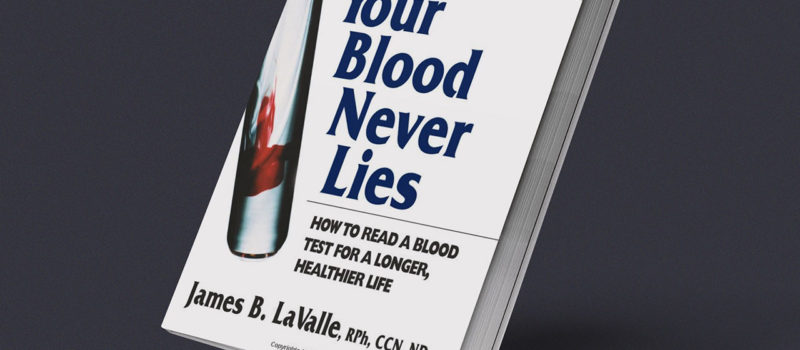 Your
Blood
Never
Lies
HOW TO READ A BLOOD
TEST FOR A LONGER,
HEALTHIER LIFE
James B. LaValle, RPh, CCN, ND